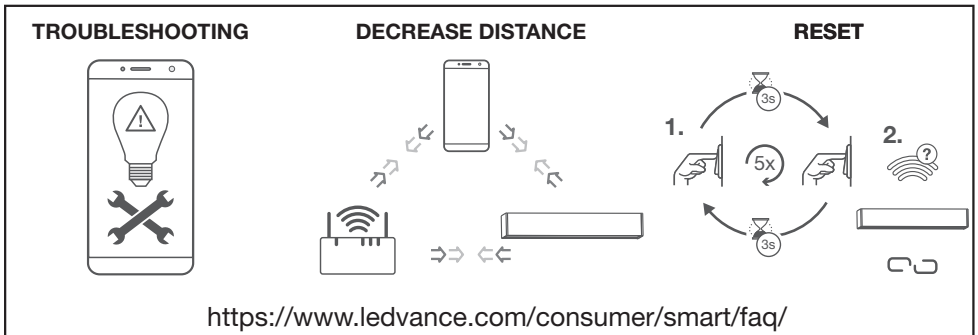 TROUBLESHOOTING
DECREASE DISTANCE
RESET
1.
3s
5x
3s
2.
?
!
https://www.ledvance.com/consumer/smart/faq/